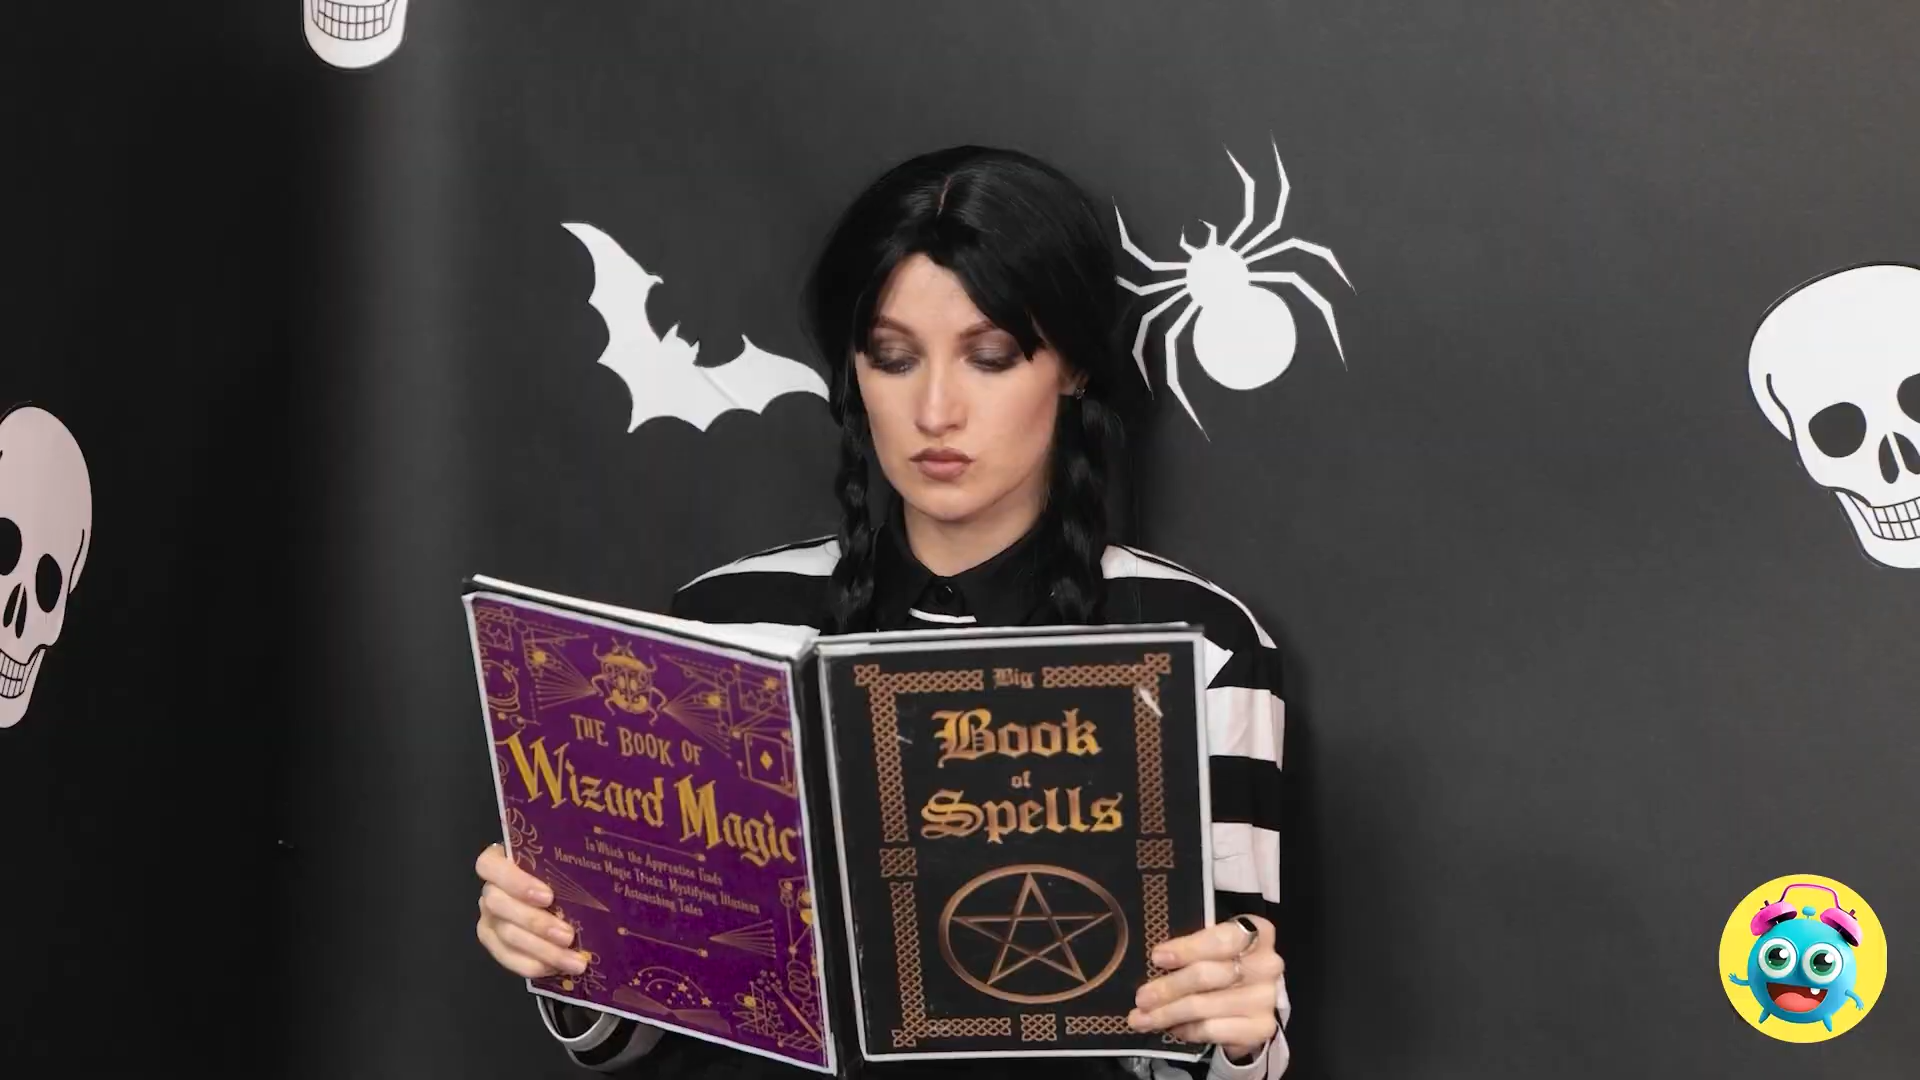 THE BOOK OF
Wizard Magic
In Which the Apprentice Finds
Marvelous Magic Tricks, Mystifying Illusions
& Astonishing Tales
Big
Book
of
Spells